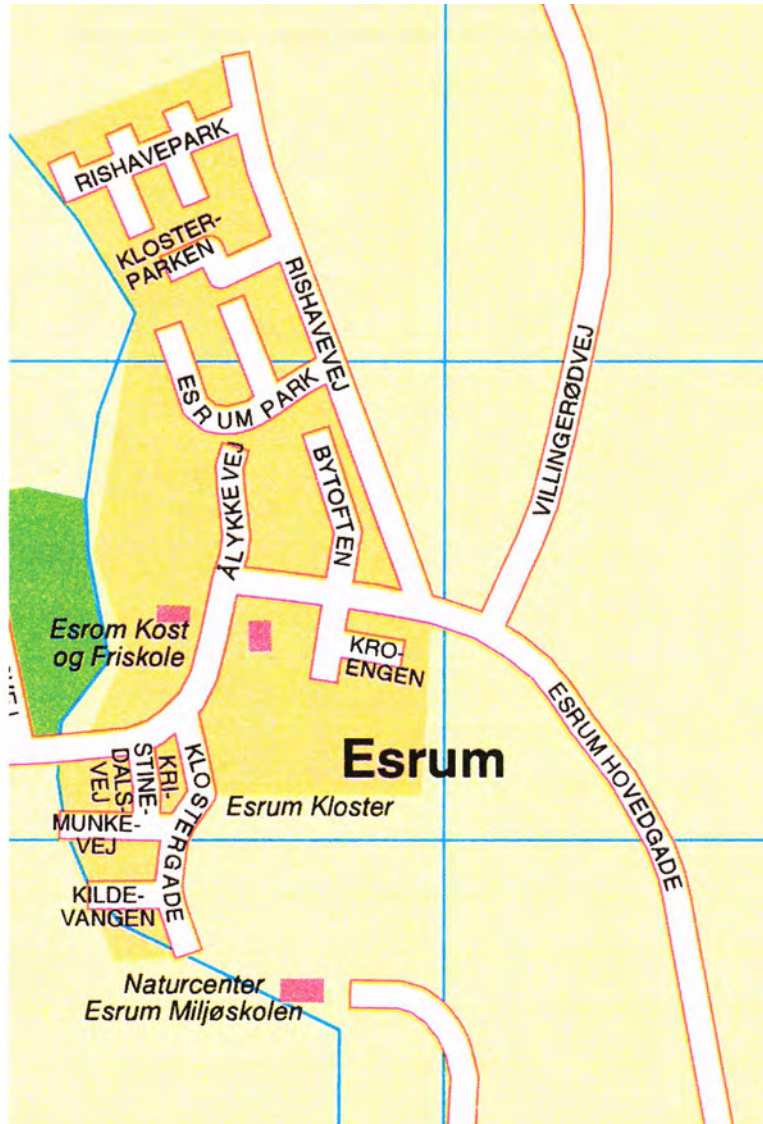 RISHAVEPARK
KLOSTER-
PARKEN
RISHAVEVEJ
ESRUM PARK
VILLINGERØDVEJ
ÅLYKKEVEJ
BYTOFTEN
Esrom Kost
og Friskole
KRO-
ENGEN
ESRUM HOVEDGADE
Esrum
KRI-
STINE-
DALS-
VEJ
KLOSTERGADE
Esrum Kloster
MUNKE-
VEJ
KILDE-
VANGEN
Naturcenter
Esrum Miljøskolen